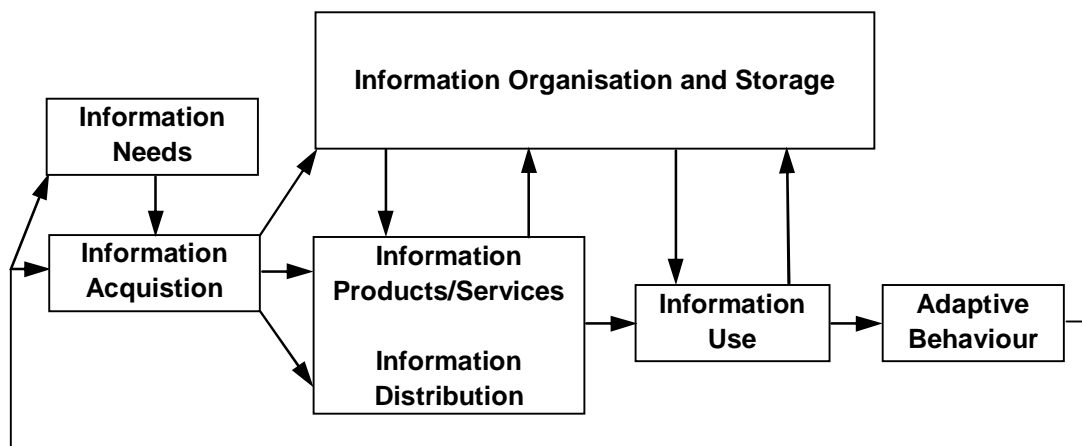 Information Organisation and Storage
Information
Needs
Information
Acquistion
Information
Products/Services
Information
Distribution
Information
Use
Adaptive
Behaviour